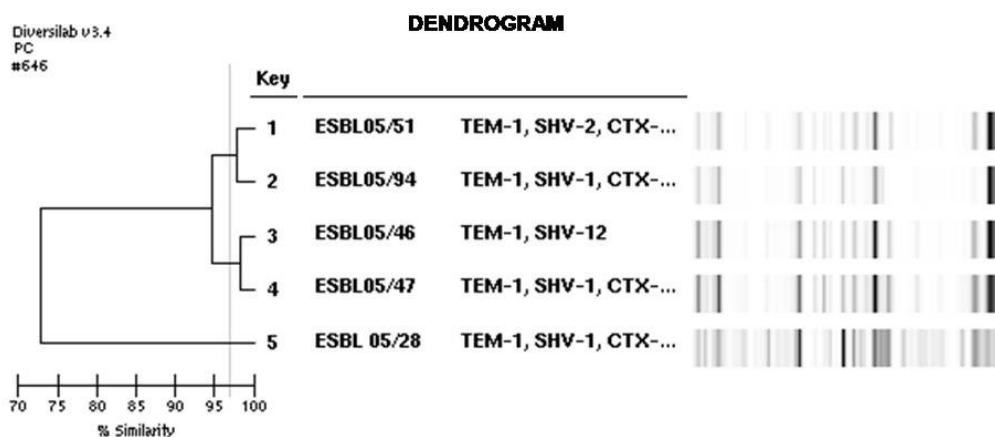 DENDROGRAM
Diversilab v3.4
PC
#646
Key
1 ESBL05/51 TEM-1, SHV-2, CTX-...
2 ESBL05/94 TEM-1, SHV-1, CTX-...
3 ESBL05/46 TEM-1, SHV-12
4 ESBL05/47 TEM-1, SHV-1, CTX-...
5 ESBL 05/28 TEM-1, SHV-1, CTX-...
70 75 80 85 90 95 100
% Similarity